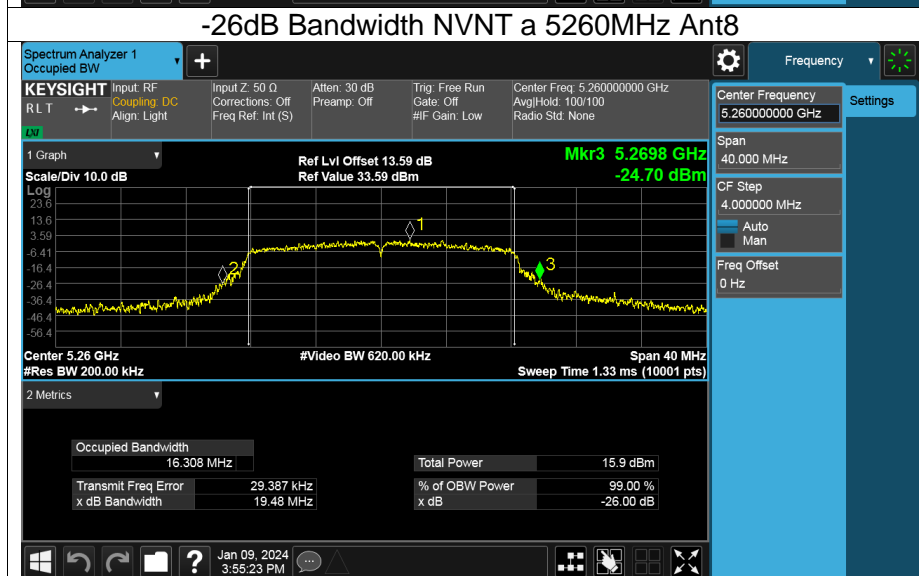 -26dB Bandwidth NVNT a 5260MHz Ant8
Spectrum Analyzer 1
Occupied BW
+
Frequency
KEYSIGHT
R L T
LXI
Input: RF
Coupling: DC
Align: Light
Input Z: 50 Ω
Corrections: Off
Freq Ref: Int (S)
Atten: 30 dB
Preamp: Off
Trig: Free Run
Gate: Off
#IF Gain: Low
Center Freq: 5.260000000 GHz
Avg|Hold: 100/100
Radio Std: None
Center Frequency
5.260000000 GHz
Settings
Span
40.000 MHz
CF Step
4.000000 MHz
Auto
Man
Freq Offset
0 Hz
1 Graph
Scale/Div 10.0 dB
Ref Lvl Offset 13.59 dB
Ref Value 33.59 dBm
Mkr3 5.2698 GHz
-24.70 dBm
Log
23.6
13.6
3.59
-6.41
-16.4
-26.4
-36.4
-46.4
-56.4
1
2
3
Center 5.26 GHz
#Res BW 200.00 kHz
#Video BW 620.00 kHz
Span 40 MHz
Sweep Time 1.33 ms (10001 pts)
2 Metrics
Occupied Bandwidth
16.308 MHz
Total Power 15.9 dBm
Transmit Freq Error 29.387 kHz
% of OBW Power 99.00 %
x dB Bandwidth 19.48 MHz
x dB -26.00 dB
?
Jan 09, 2024
3:55:23 PM